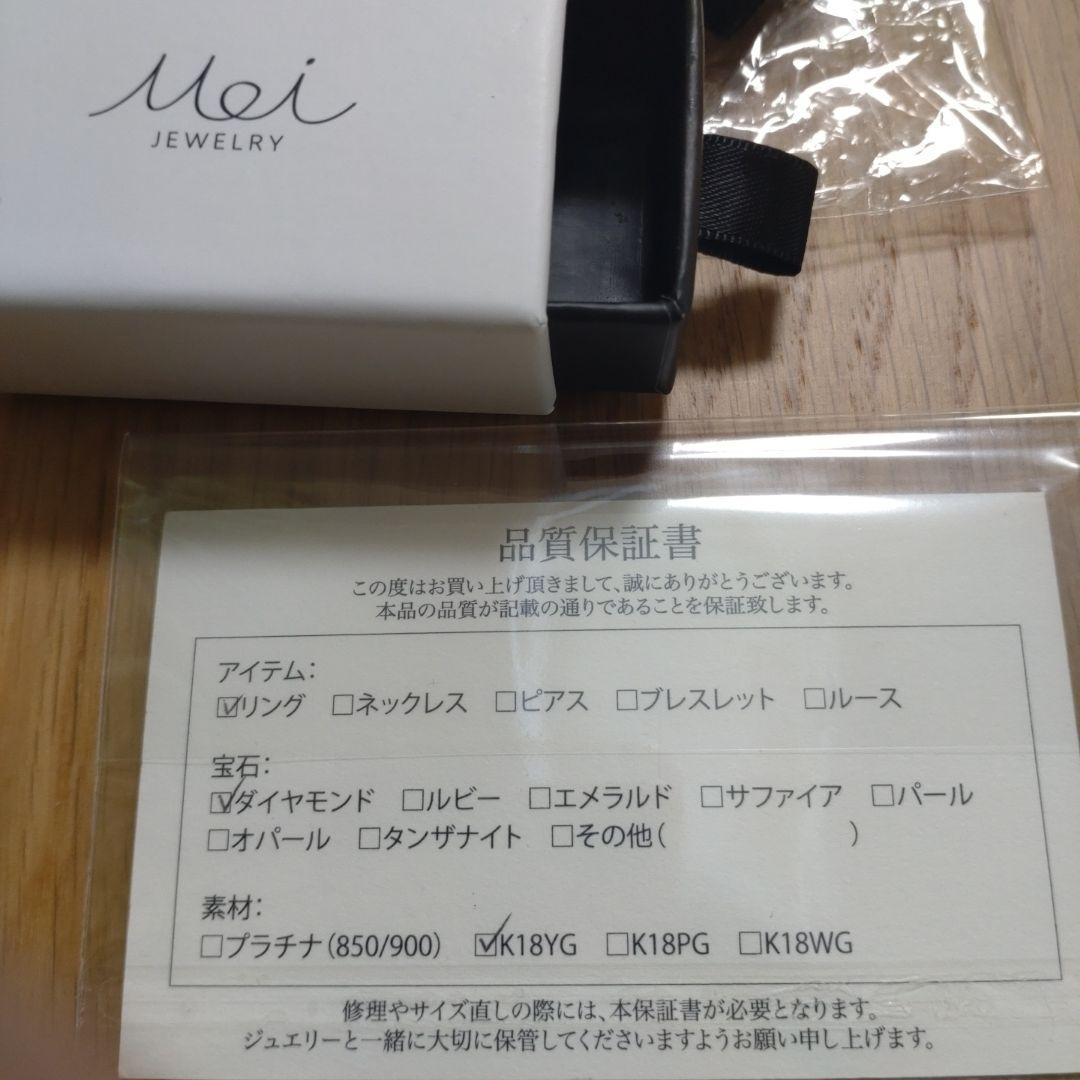 Mei
JEWELRY
品質保証書
この度はお買い上げ頂きまして、誠にありがとうございます。
本品の品質が記載の通りであることを保証致します。
アイテム：
☑リング □ネックレス □ピアス □ブレスレット □ルース
宝石：
☑ダイヤモンド □ルビー □エメラルド □サファイア □パール
□オパール □タンザナイト □その他（ ）
素材：
□プラチナ（850/900） ☑K18YG □K18PG □K18WG
修理やサイズ直しの際には、本保証書が必要となります。
ジュエリーと一緒に大切に保管してくださいますようお願い申し上げます。